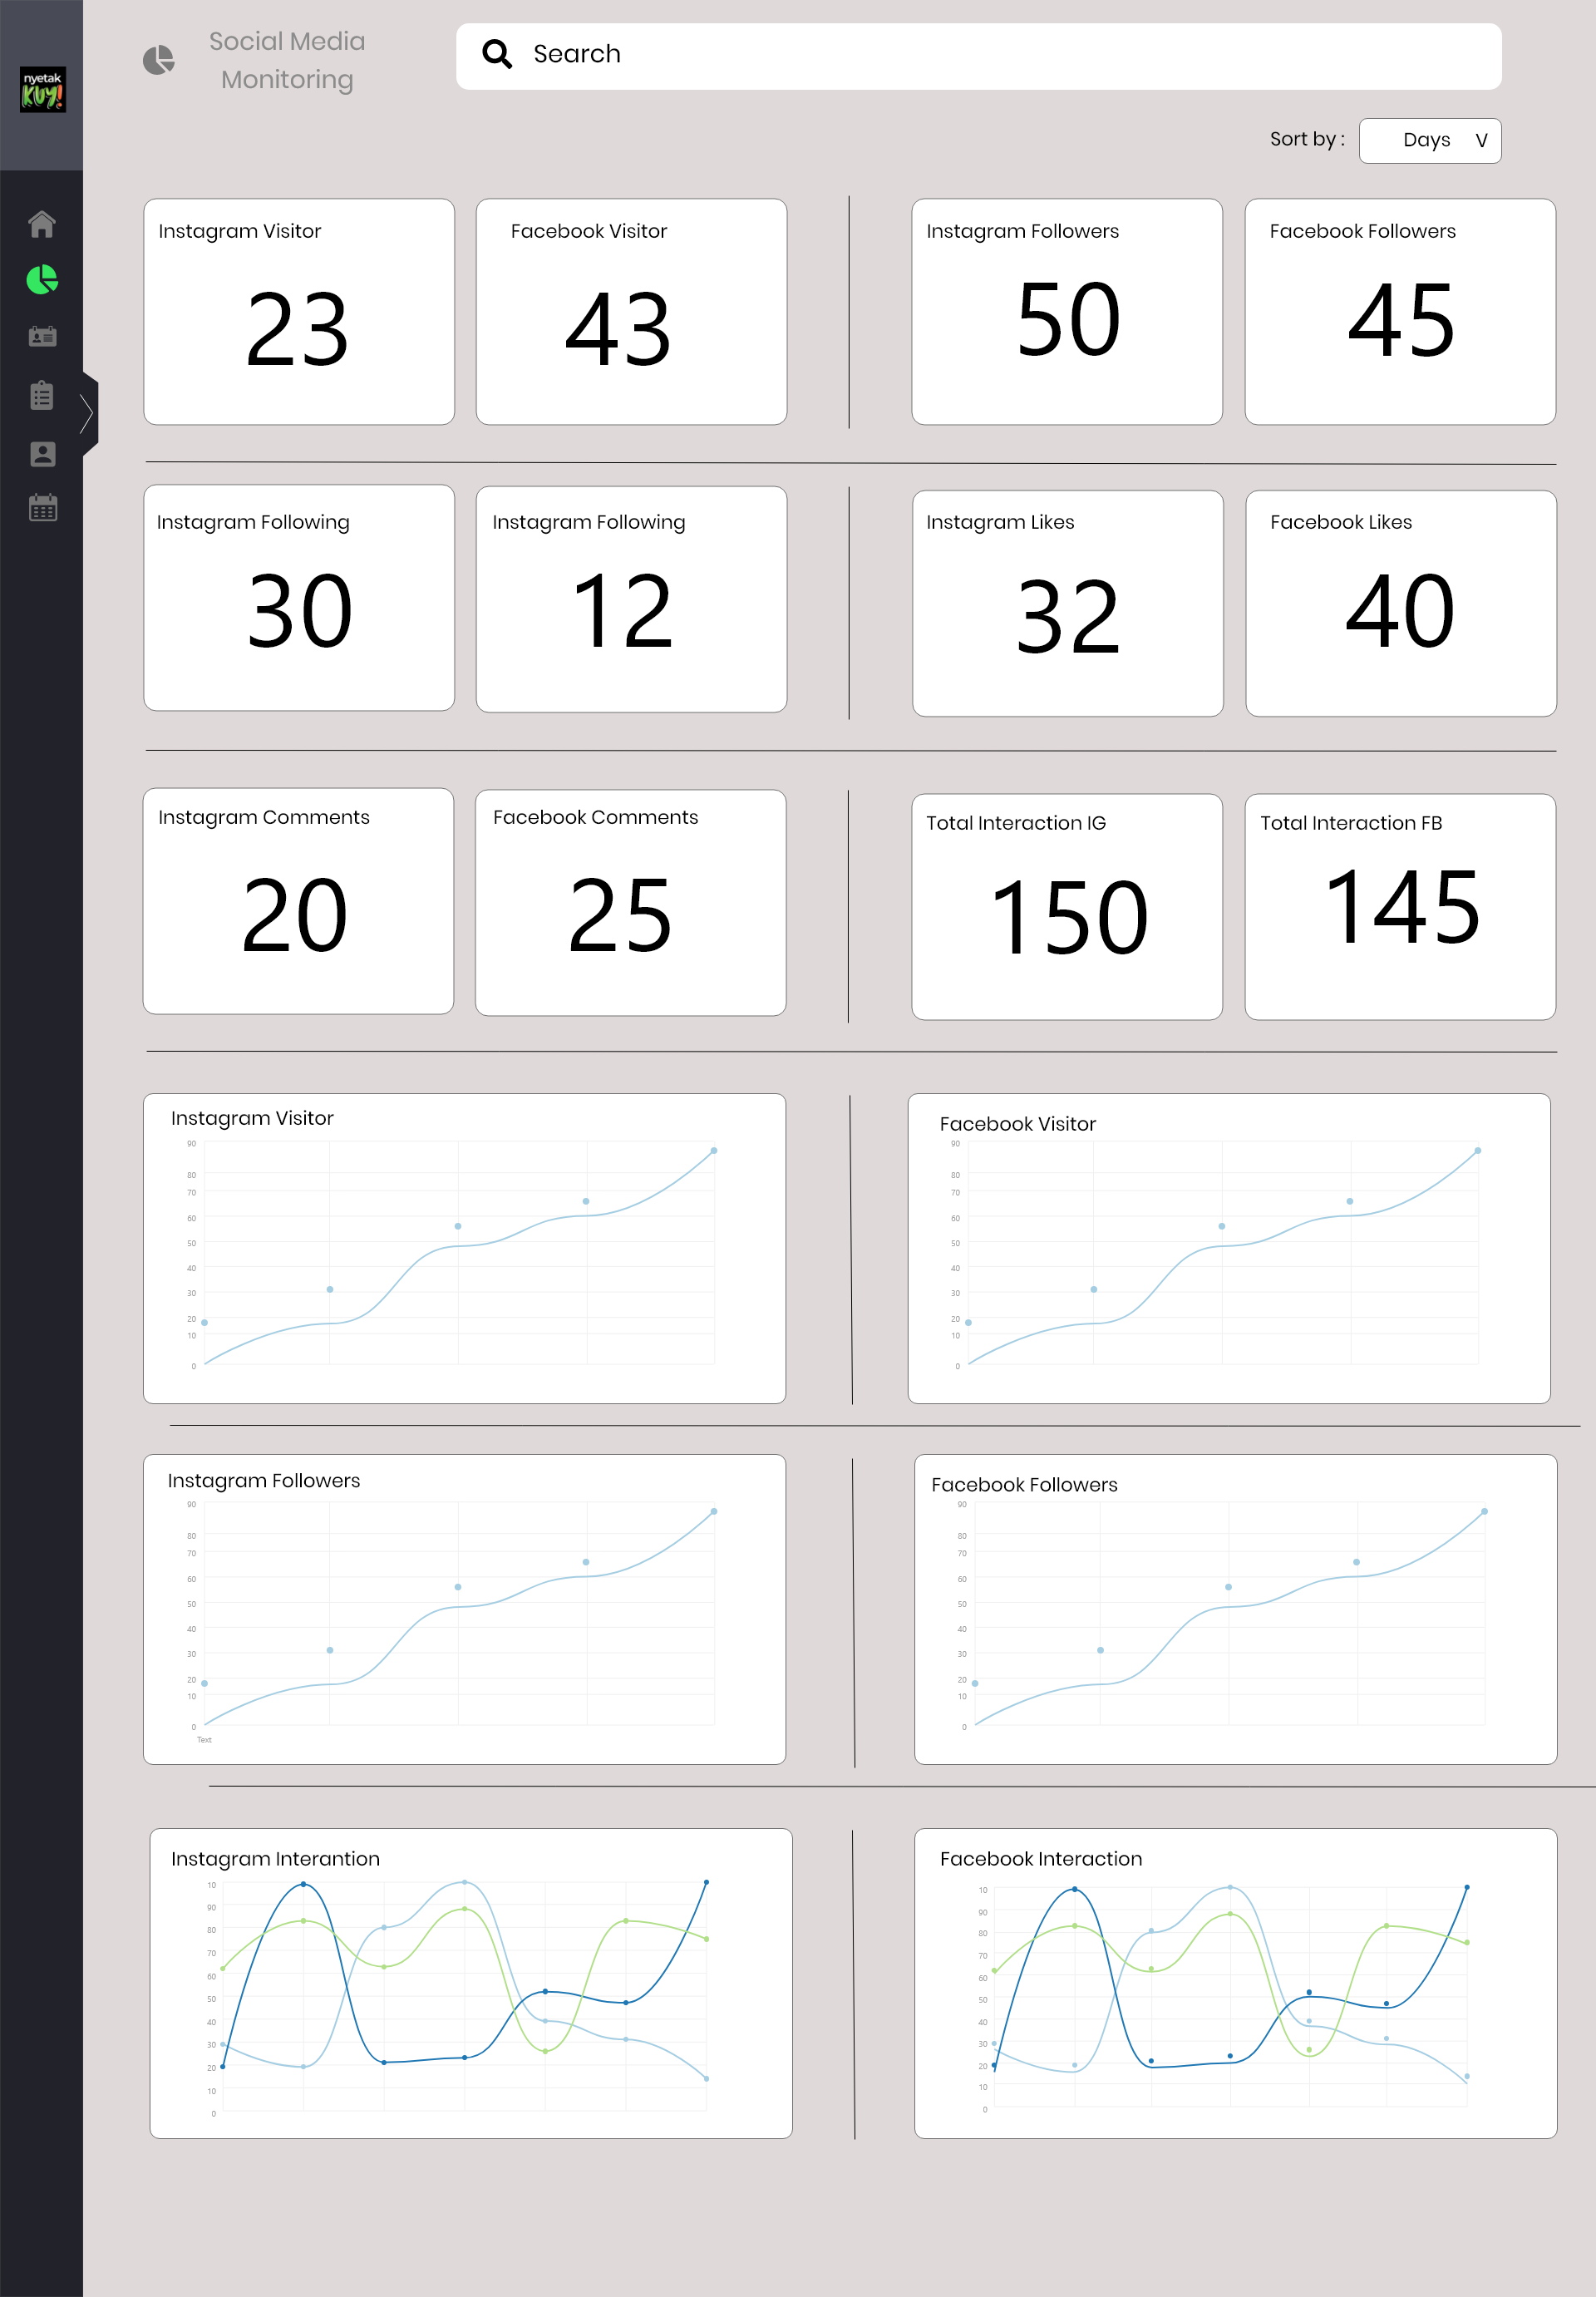 nyetak
KUY!
Social Media
Monitoring
Search
Sort by :
Days V
Instagram Visitor
23
Facebook Visitor
43
Instagram Followers
50
Facebook Followers
45
Instagram Following
30
Instagram Following
12
Instagram Likes
32
Facebook Likes
40
Instagram Comments
20
Facebook Comments
25
Total Interaction IG
150
Total Interaction FB
145
Instagram Visitor
90
80
70
60
50
40
30
20
10
0
Facebook Visitor
90
80
70
60
50
40
30
20
10
0
Instagram Followers
90
80
70
60
50
40
30
20
10
0
Text
Facebook Followers
90
80
70
60
50
40
30
20
10
0
Instagram Interantion
10
90
80
70
60
50
40
30
20
10
0
Facebook Interaction
10
90
80
70
60
50
40
30
20
10
0